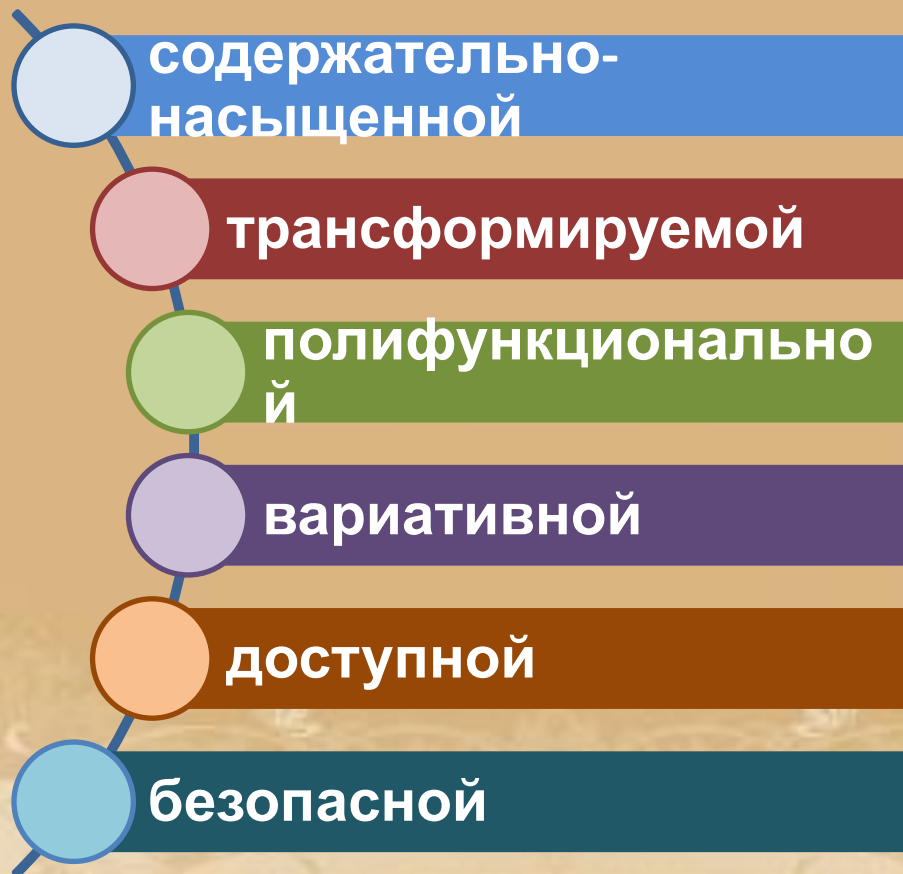 содержательно-
насыщенной
трансформируемой
полифункционально
й
вариативной
доступной
безопасной